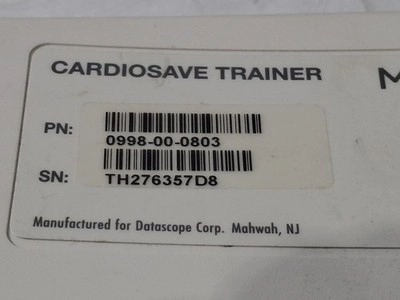 CARDIOSAVE TRAINER
PN:
0998-00-0803
SN:
TH276357D8
Manufactured for Datascope Corp. Mahwah, NJ